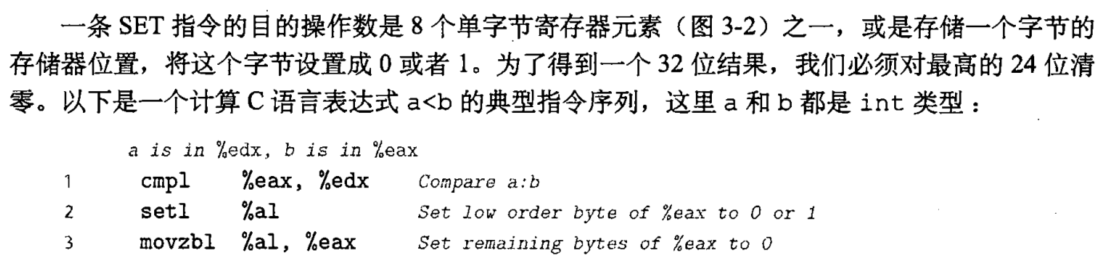 一条 SET 指令的目的操作数是 8 个单字节寄存器元素（图 3-2）之一，或是存储一个字节的
存储器位置，将这个字节设置成 0 或者 1。为了得到一个 32 位结果，我们必须对最高的 24 位清
零。以下是一个计算 C 语言表达式 a<b 的典型指令序列，这里 a 和 b 都是 int 类型：
a is in %edx, b is in %eax
1 cmpl %eax, %edx Compare a:b
2 setl %al Set low order byte of %eax to 0 or 1
3 movzbl %al, %eax Set remaining bytes of %eax to 0